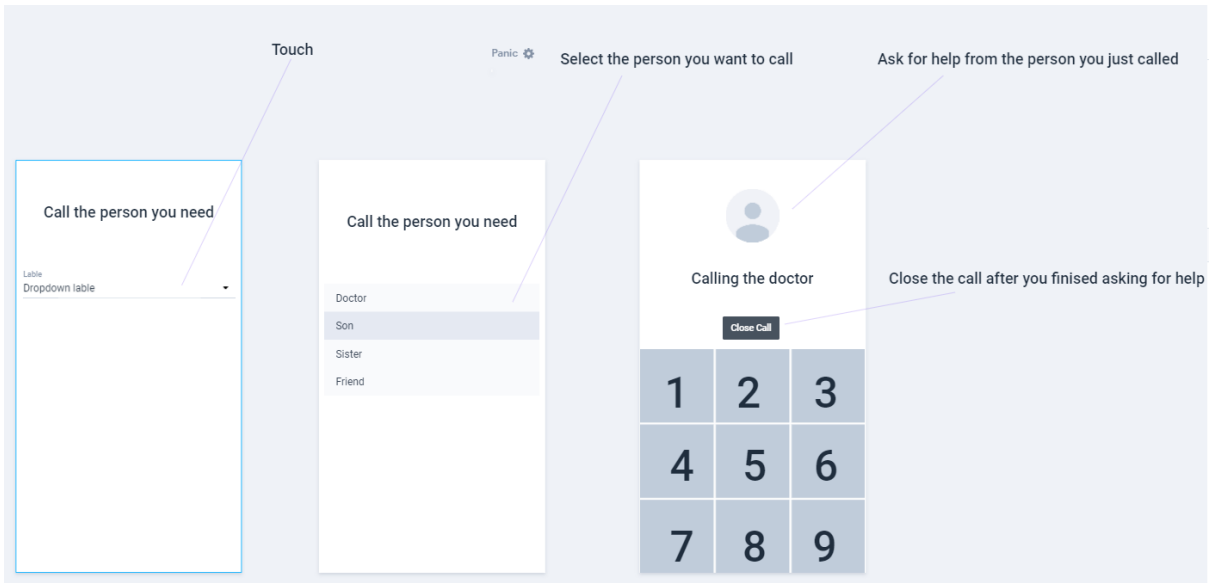 Touch
Panic
Select the person you want to call
Ask for help from the person you just called
Call the person you need
Lable
Dropdown lable
Call the person you need
Doctor
Son
Sister
Friend
Calling the doctor
Close the call after you finised asking for help
Close Call
1 2 3
4 5 6
7 8 9